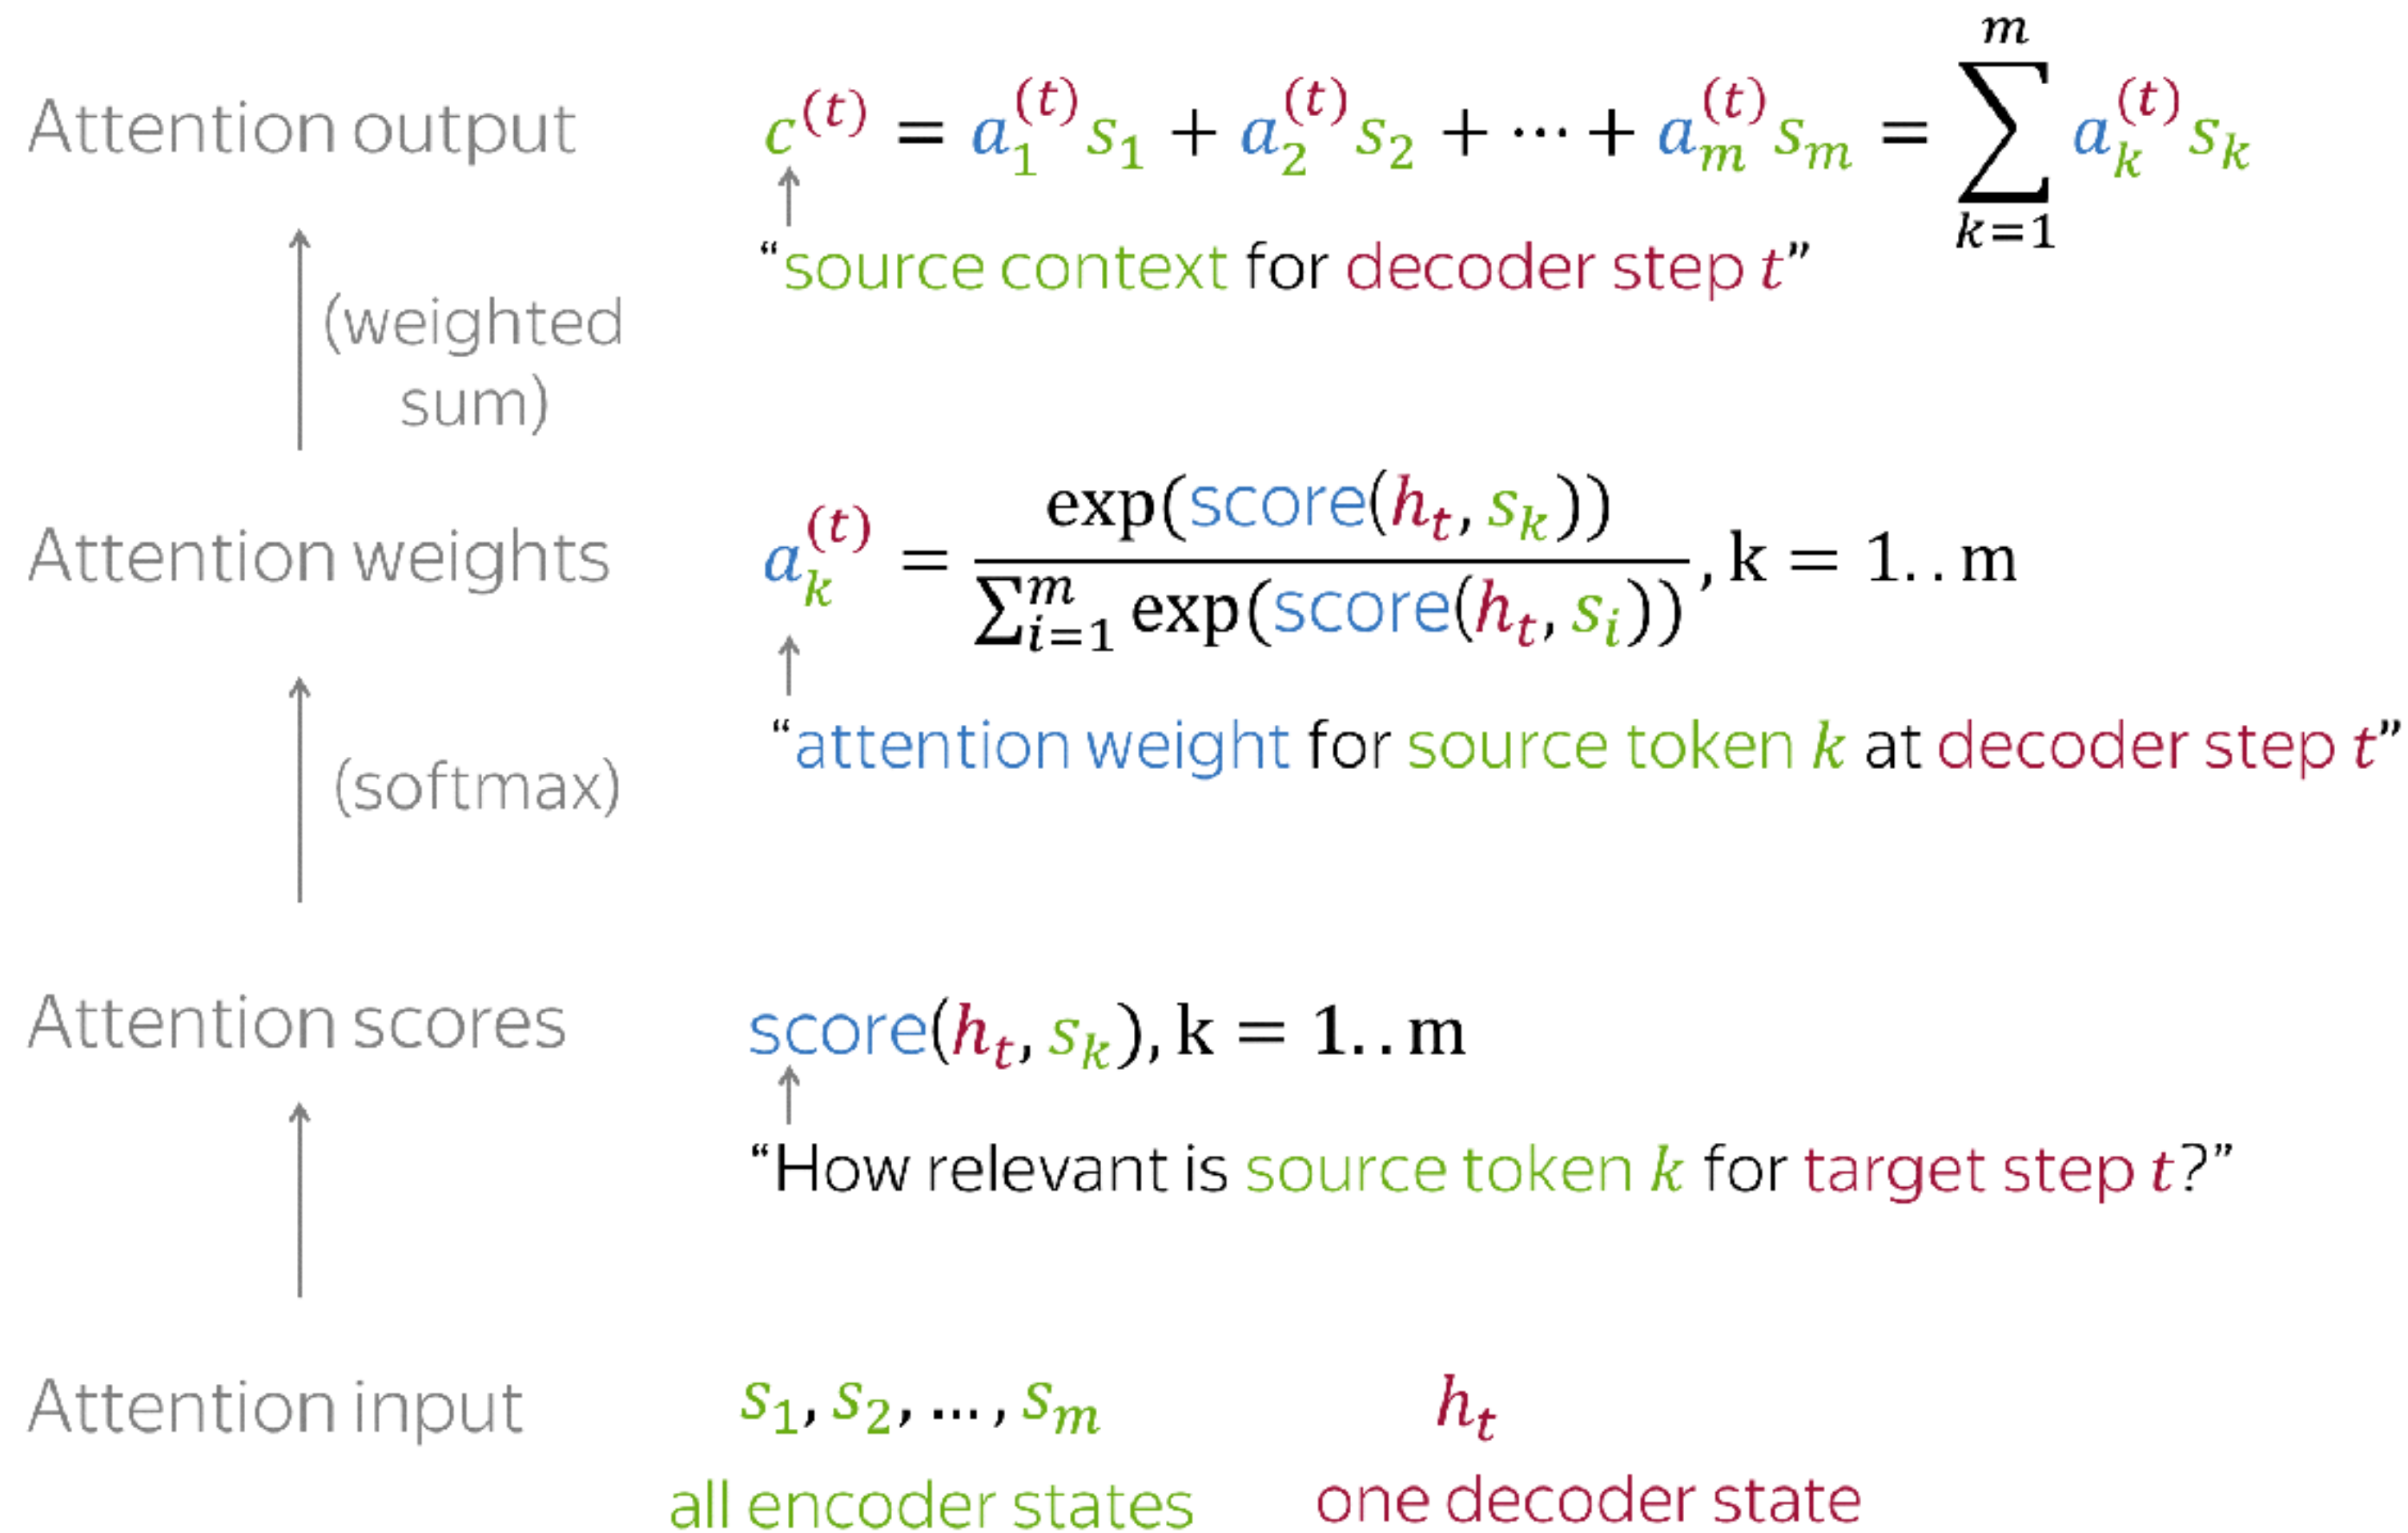 Attention output c^{(t)} = a_1^{(t)} s_1 + a_2^{(t)} s_2 + ⋯ + a_m^{(t)} s_m = \sum_{k=1}^{m} a_k^{(t)} s_k
“source context for decoder step t”
(weighted
sum)
Attention weights a_k^{(t)} = \frac{exp(score(h_t, s_k))}{\sum_{i=1}^{m} exp(score(h_t, s_i))}, k = 1..m
“attention weight for source token k at decoder step t”
(softmax)
Attention scores score(h_t, s_k), k = 1..m
“How relevant is source token k for target step t?”
Attention input s_1, s_2, … , s_m h_t
all encoder states one decoder state